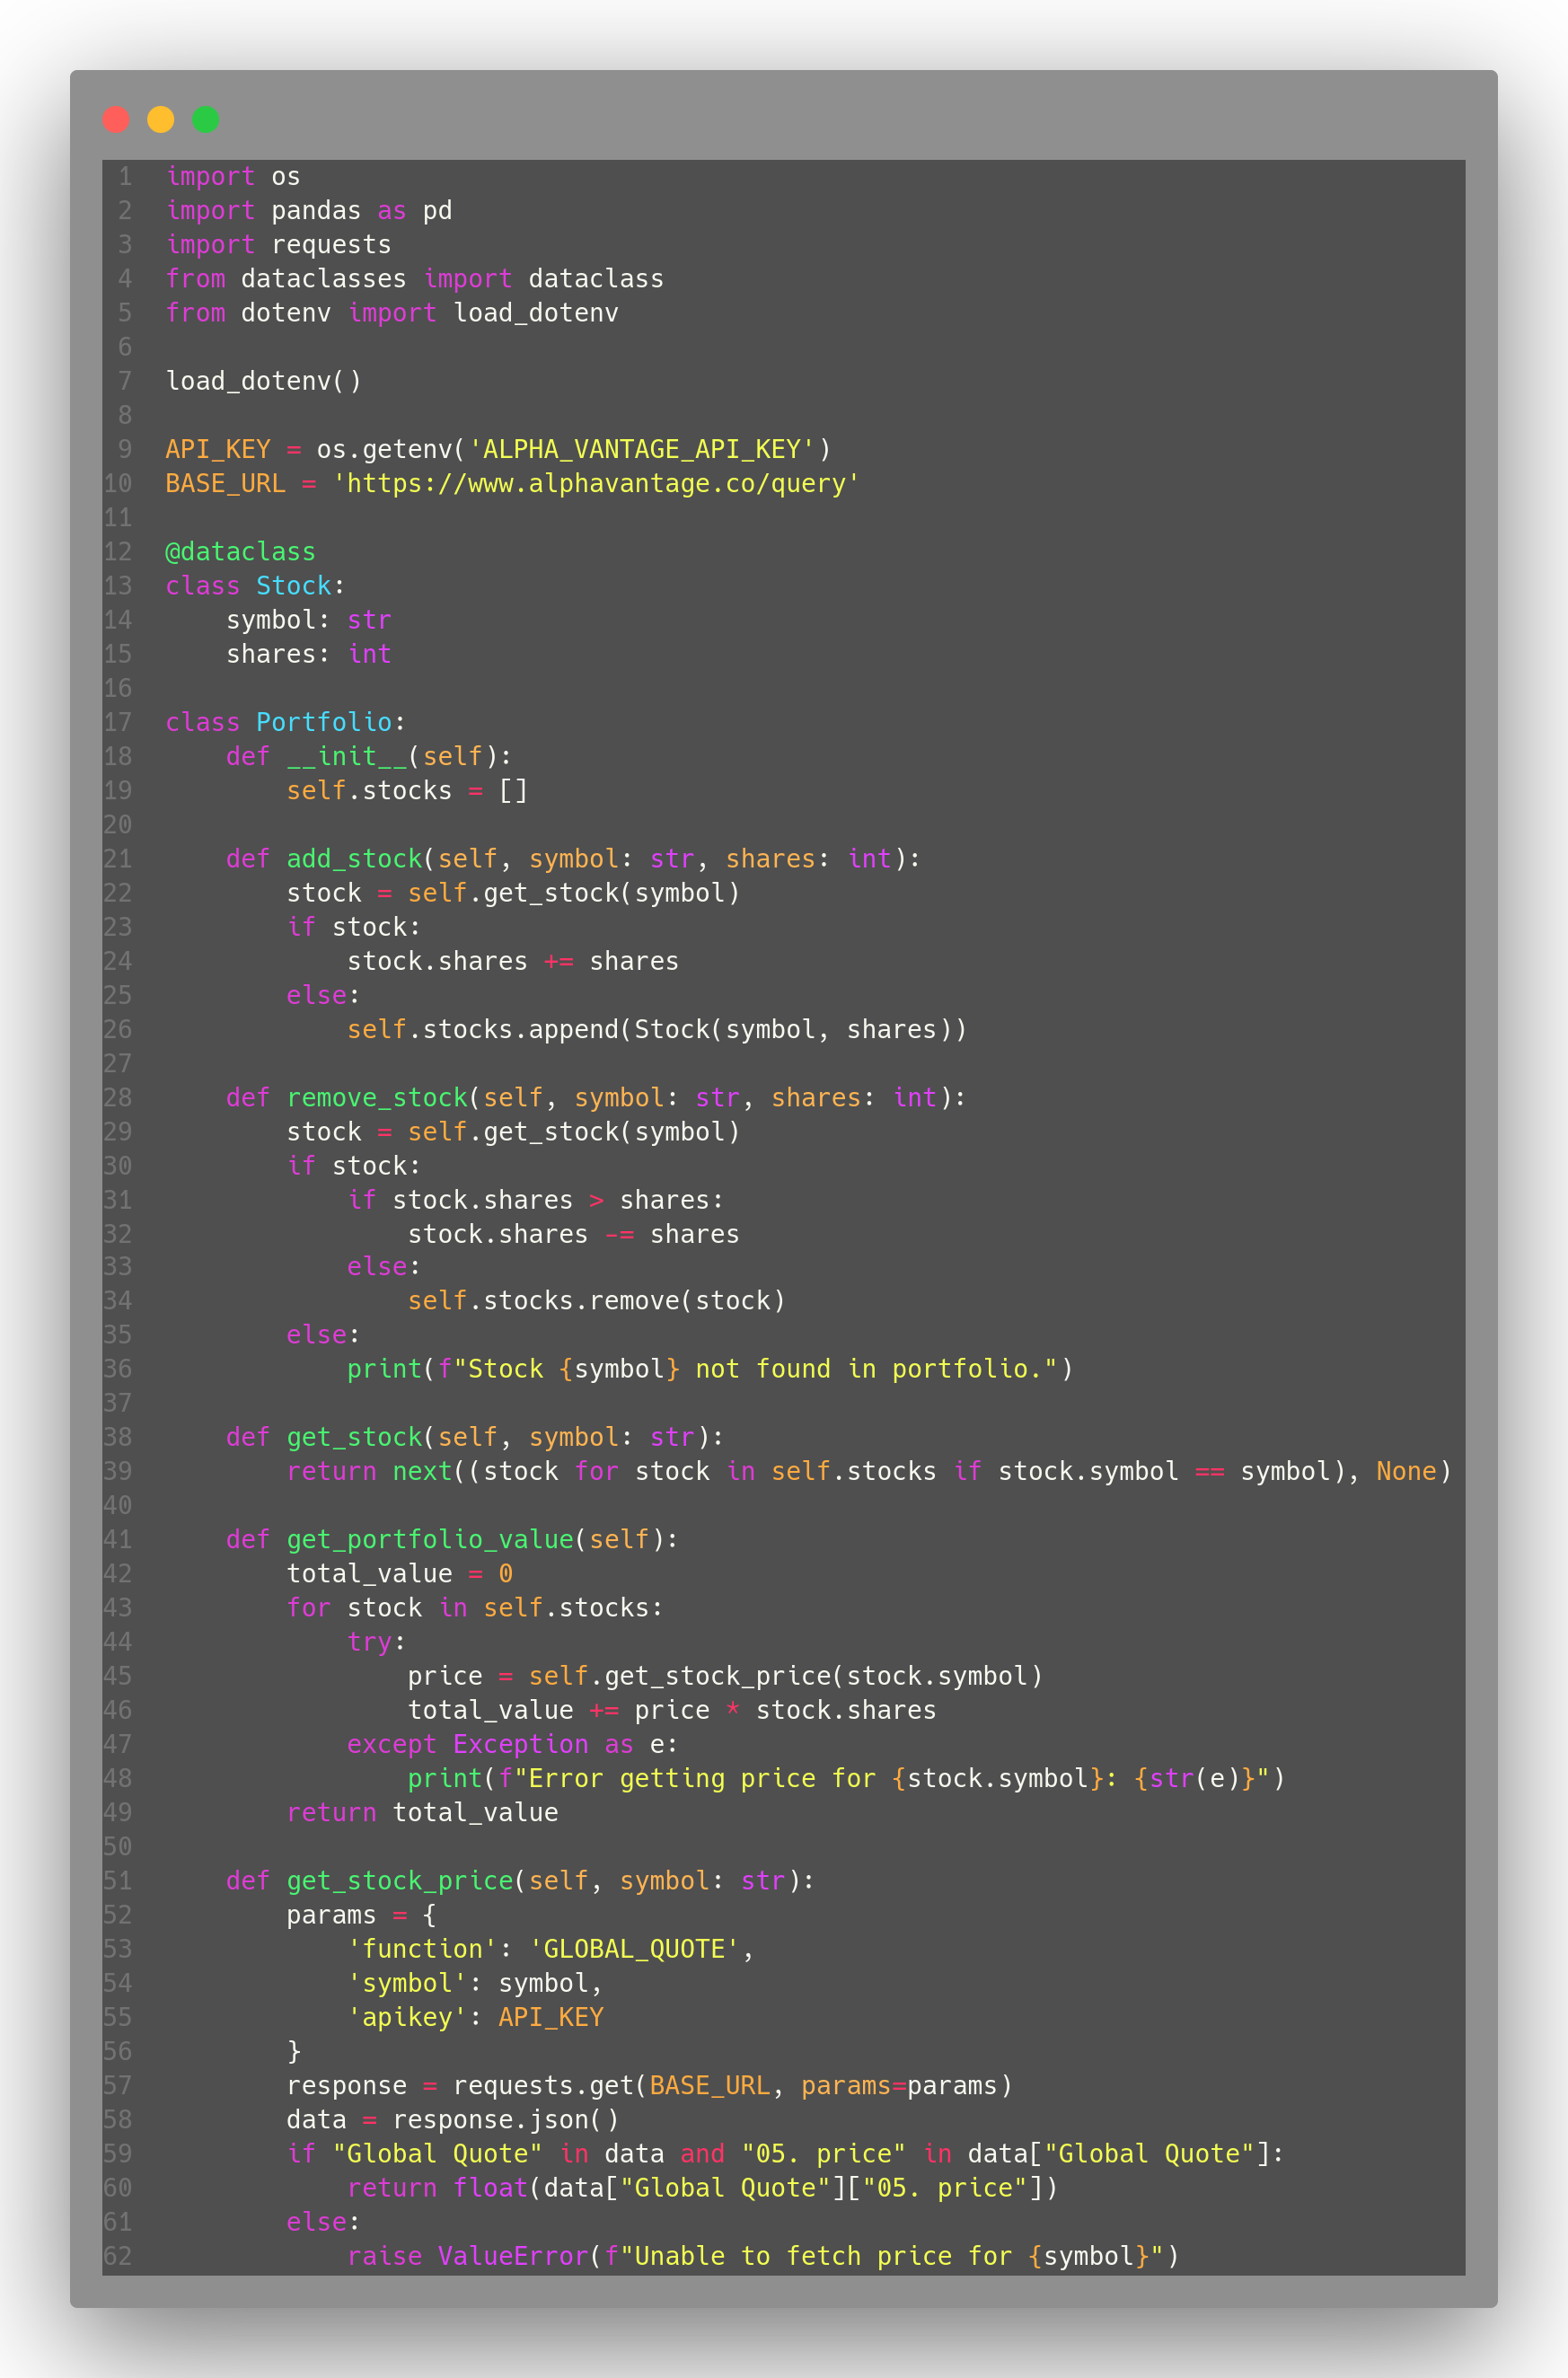 1 import os
2 import pandas as pd
3 import requests
4 from dataclasses import dataclass
5 from dotenv import load_dotenv
6
7 load_dotenv()
8
9 API_KEY = os.getenv('ALPHA_VANTAGE_API_KEY')
10 BASE_URL = 'https://www.alphavantage.co/query'
11
12 @dataclass
13 class Stock:
14     symbol: str
15     shares: int
16
17 class Portfolio:
18     def __init__(self):
19         self.stocks = []
20
21     def add_stock(self, symbol: str, shares: int):
22         stock = self.get_stock(symbol)
23         if stock:
24             stock.shares += shares
25         else:
26             self.stocks.append(Stock(symbol, shares))
27
28     def remove_stock(self, symbol: str, shares: int):
29         stock = self.get_stock(symbol)
30         if stock:
31             if stock.shares > shares:
32                 stock.shares -= shares
33             else:
34                 self.stocks.remove(stock)
35         else:
36             print(f"Stock {symbol} not found in portfolio.")
37
38     def get_stock(self, symbol: str):
39         return next((stock for stock in self.stocks if stock.symbol == symbol), None)
40
41     def get_portfolio_value(self):
42         total_value = 0
43         for stock in self.stocks:
44             try:
45                 price = self.get_stock_price(stock.symbol)
46                 total_value += price * stock.shares
47             except Exception as e:
48                 print(f"Error getting price for {stock.symbol}: {str(e)}")
49         return total_value
50
51     def get_stock_price(self, symbol: str):
52         params = {
53             'function': 'GLOBAL_QUOTE',
54             'symbol': symbol,
55             'apikey': API_KEY
56         }
57         response = requests.get(BASE_URL, params=params)
58         data = response.json()
59         if "Global Quote" in data and "05. price" in data["Global Quote"]:
60             return float(data["Global Quote"]["05. price"])
61         else:
62             raise ValueError(f"Unable to fetch price for {symbol}")